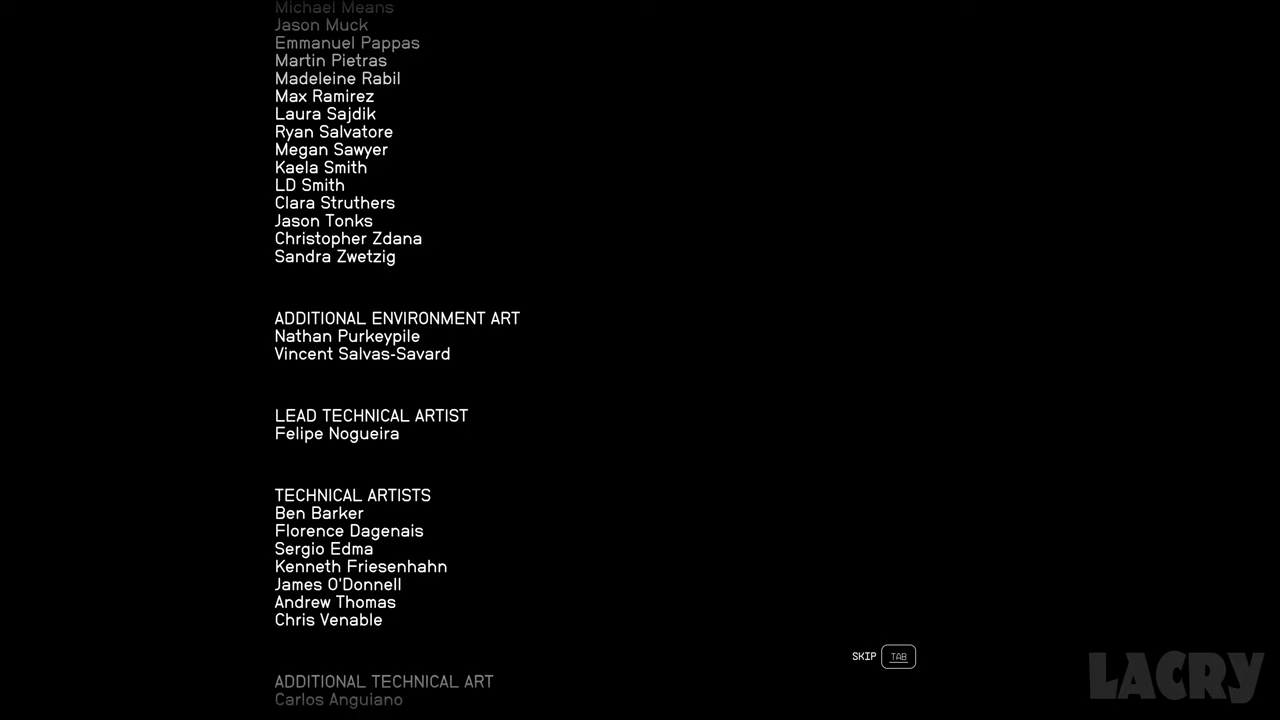 Michael Means
Jason Muck
Emmanuel Pappas
Martin Pietras
Madeleine Rabil
Max Ramirez
Laura Sajdik
Ryan Salvatore
Megan Sawyer
Kaela Smith
LD Smith
Clara Struthers
Jason Tonks
Christopher Zdana
Sandra Zwetzig
ADDITIONAL ENVIRONMENT ART
Nathan Purkeypile
Vincent Salvas-Savard
LEAD TECHNICAL ARTIST
Felipe Nogueira
TECHNICAL ARTISTS
Ben Barker
Florence Dagenais
Sergio Edma
Kenneth Friesenhahn
James O'Donnell
Andrew Thomas
Chris Venable
SKIP TAB
ADDITIONAL TECHNICAL ART
Carlos Anguiano
LACRY